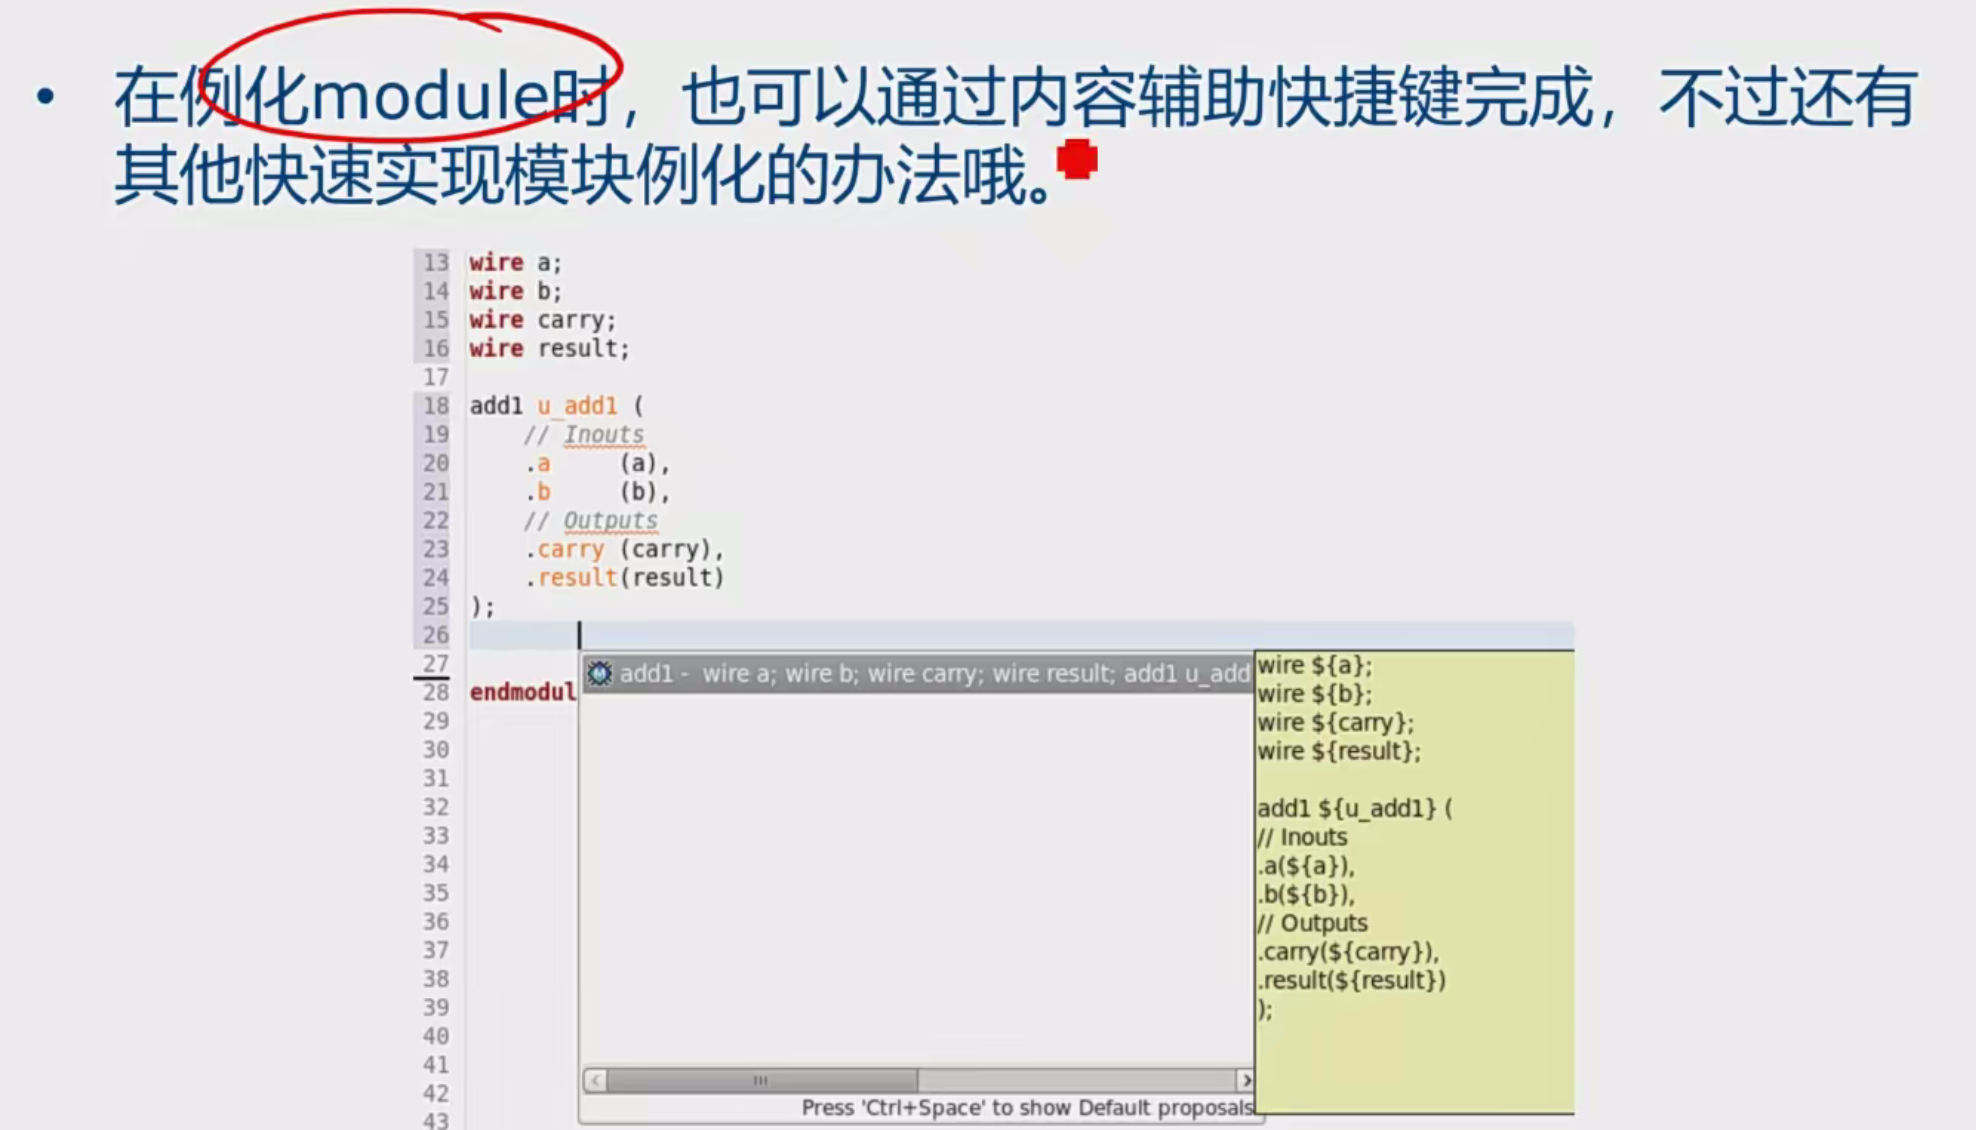 • 在例化module时，也可以通过内容辅助快捷键完成，不过还有
其他快速实现模块例化的办法哦。
13 wire a;
14 wire b;
15 wire carry;
16 wire result;
17
18 add1 u_add1 (
19 // Inouts
20 .a (a),
21 .b (b),
22 // Outputs
23 .carry (carry),
24 .result(result)
25 );
26
27
28 endmodul
29
30
31
32
33
34
35
36
37
38
39
40
41
42
43
add1 - wire a; wire b; wire carry; wire result; add1 u_add
Press 'Ctrl+Space' to show Default proposals
wire ${a};
wire ${b};
wire ${carry};
wire ${result};
add1 ${u_add1} (
// Inouts
.a(${a}),
.b(${b}),
// Outputs
.carry(${carry}),
.result(${result})
);